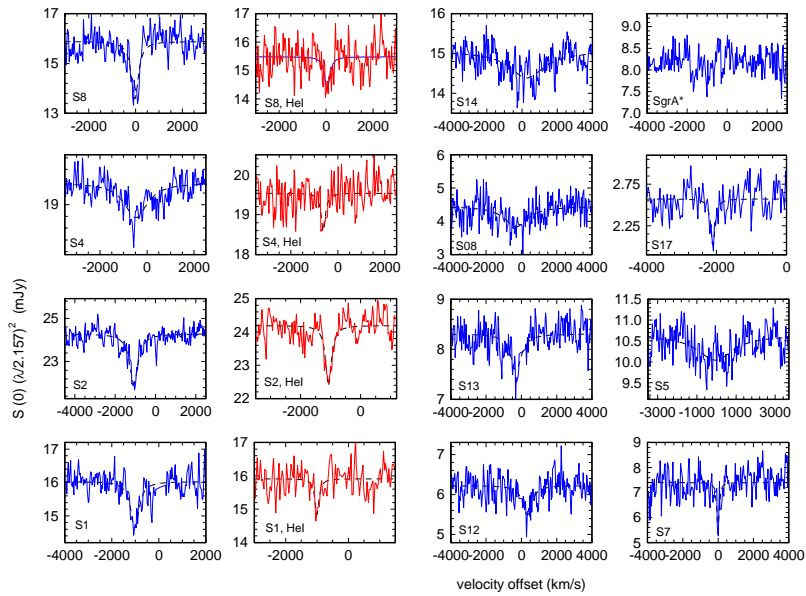 17
16
15
14
13
S8
-2000 0 2000
17
16
15
14
S8, HeI
-2000 0 2000
16
15
14
S14
-4000 -2000 0 2000 4000
9.0
8.5
8.0
7.5
7.0
SgrA*
-2000 0 2000
19
S4
-2000 0 2000
20
19
18
S4, HeI
-2000 0
6
5
4
3
S08
-4000 -2000 0 2000 4000
2.75
2.25
S17
-4000 -2000 0
S (0) (λ/2.157)² (mJy)
25
23
S2
-4000 -2000 0 2000
25
24
23
22
S2, HeI
-2000 0
9
8
7
S13
-4000 -2000 0 2000 4000
11.5
11.0
10.5
10.0
9.5
S5
-3000 -1000 0 1000 3000
17
16
15
S1
-4000 -2000 0 2000
17
16
15
14
S1, HeI
-2000 0
7
6
5
S12
-4000 -2000 0 2000 4000
9
8
7
6
5
S7
-4000 -2000 0 2000 4000
velocity offset (km/s)